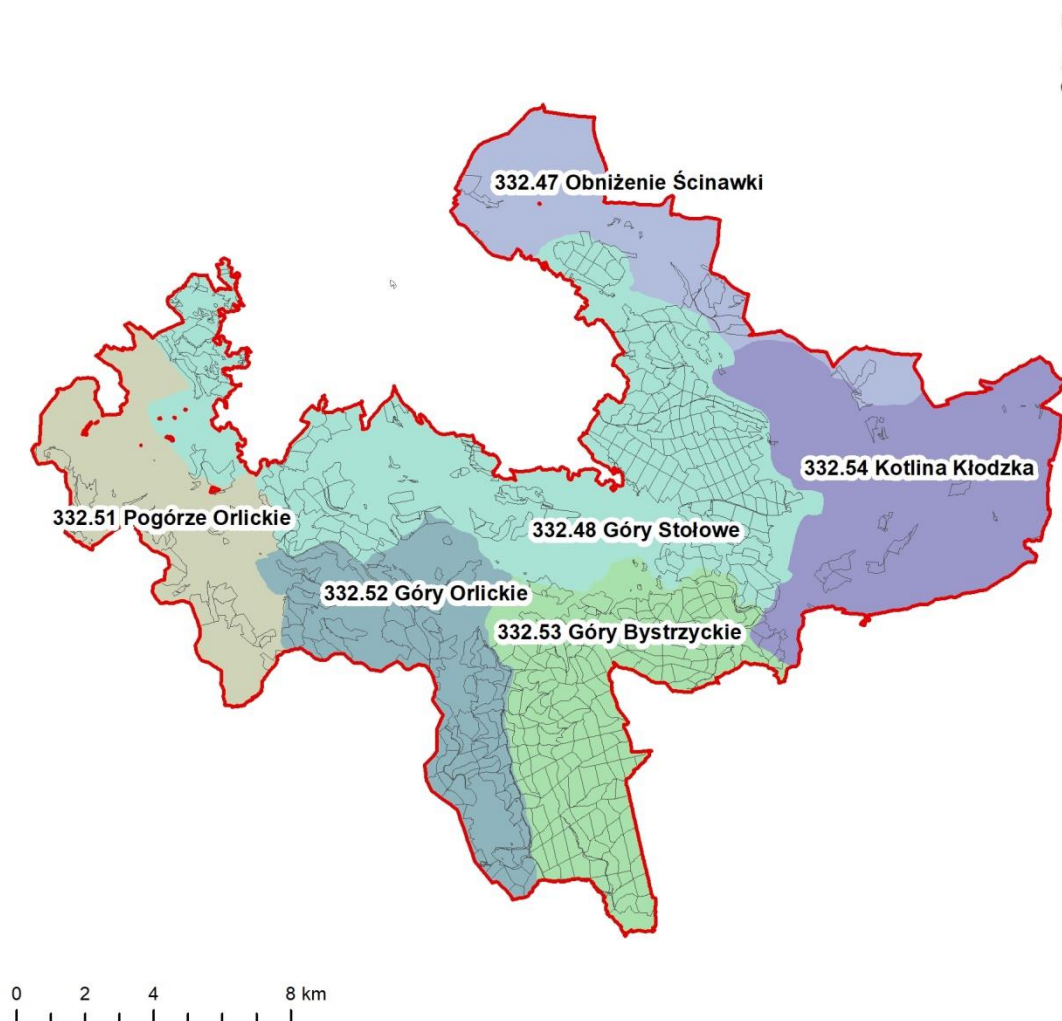 332.47 Obniżenie Ścinawki
332.54 Kotlina Kłodzka
332.51 Pogórze Orlickie
332.48 Góry Stołowe
332.52 Góry Orlickie
332.53 Góry Bystrzyckie
0 2 4 8 km